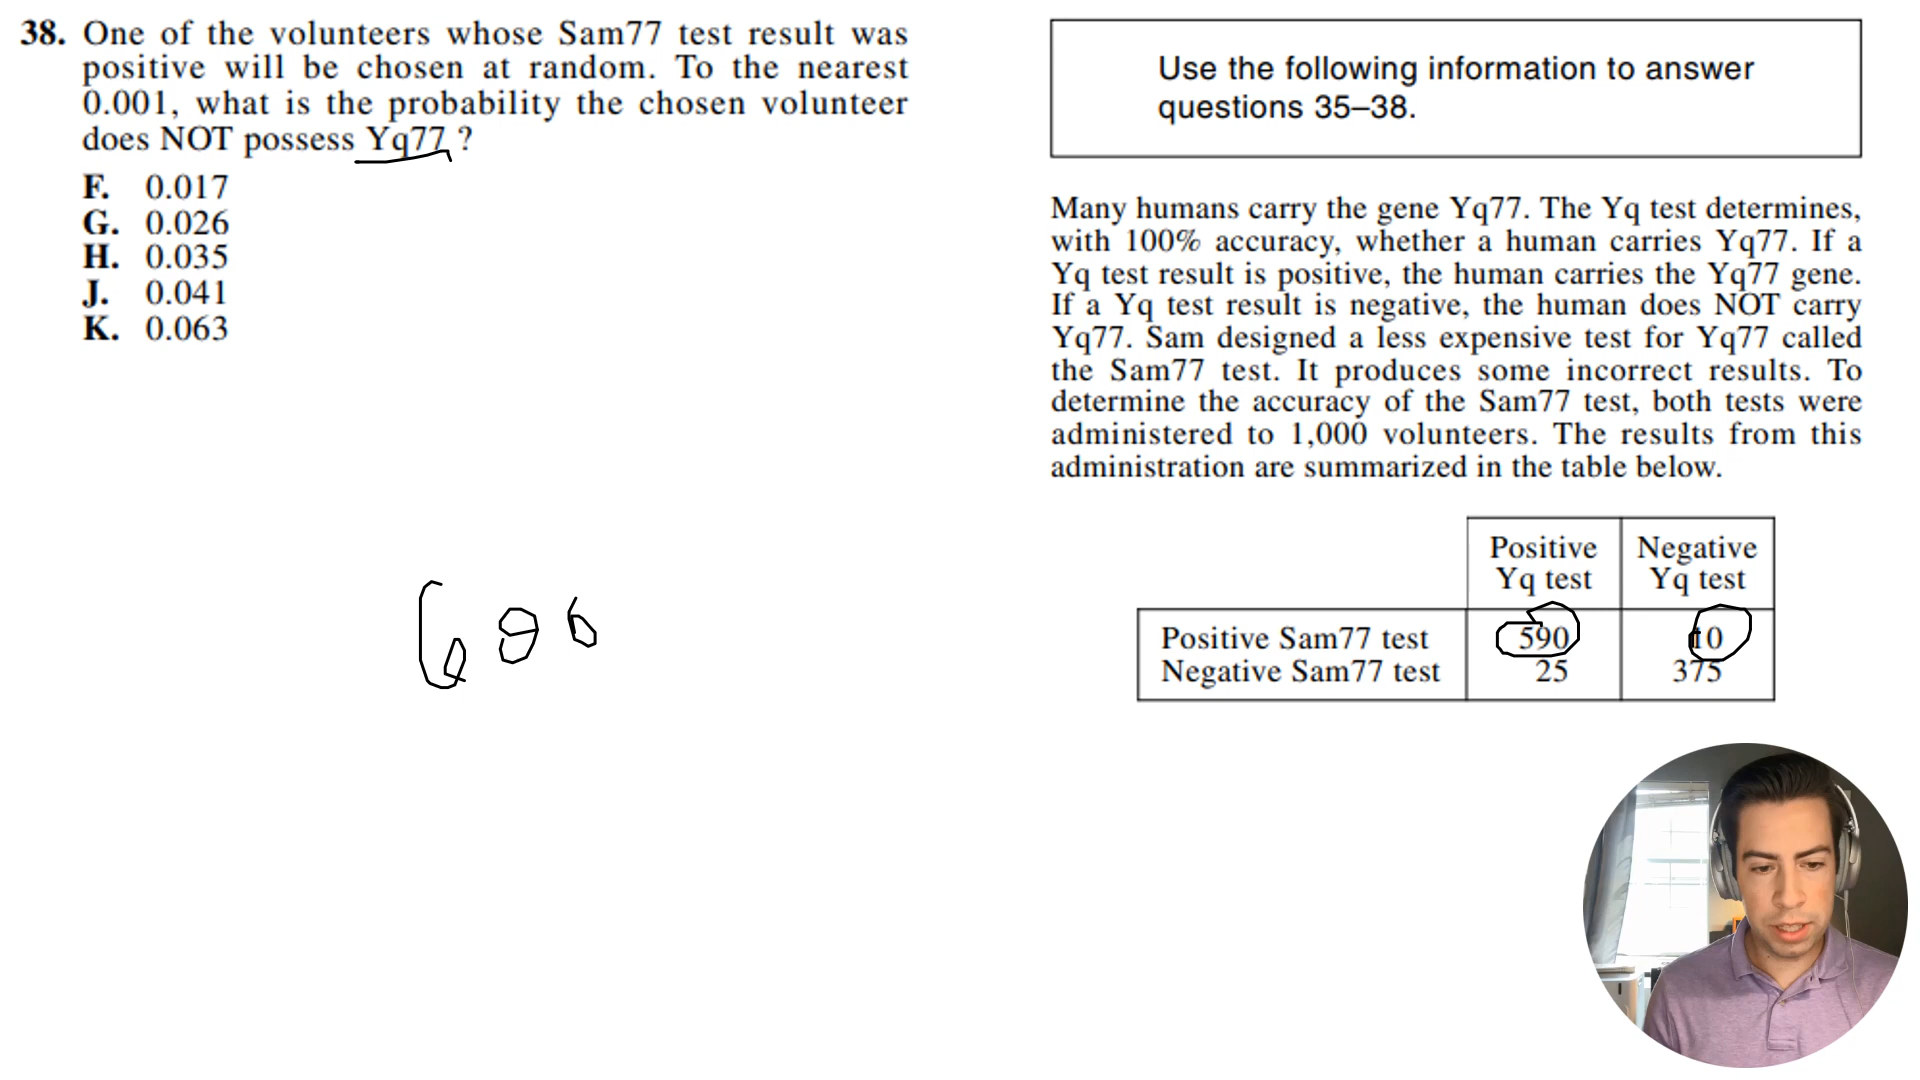 38. One of the volunteers whose Sam77 test result was
positive will be chosen at random. To the nearest
0.001, what is the probability the chosen volunteer
does NOT possess Yq77 ?
F. 0.017
G. 0.026
H. 0.035
J. 0.041
K. 0.063
Use the following information to answer
questions 35–38.
Many humans carry the gene Yq77. The Yq test determines,
with 100% accuracy, whether a human carries Yq77. If a
Yq test result is positive, the human carries the Yq77 gene.
If a Yq test result is negative, the human does NOT carry
Yq77. Sam designed a less expensive test for Yq77 called
the Sam77 test. It produces some incorrect results. To
determine the accuracy of the Sam77 test, both tests were
administered to 1,000 volunteers. The results from this
administration are summarized in the table below.
Positive Negative
Yq test Yq test
Positive Sam77 test 590 10
Negative Sam77 test 25 375